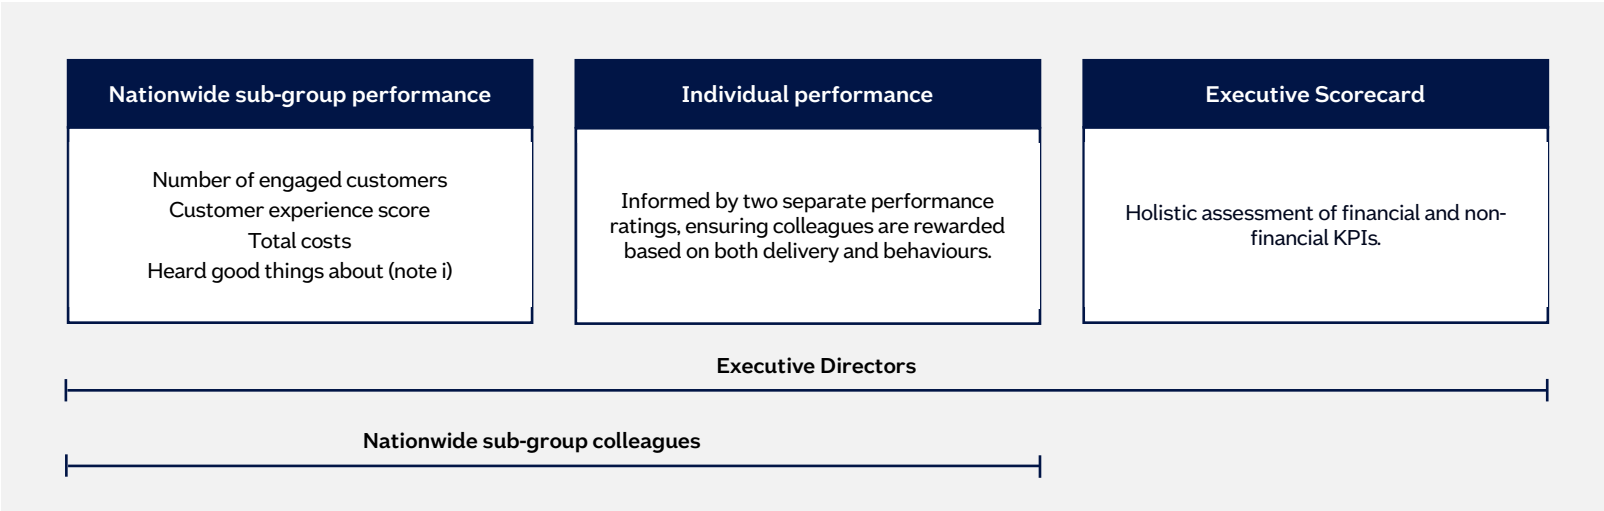 Nationwide sub-group performance
Number of engaged customers
Customer experience score
Total costs
Heard good things about (note i)
Individual performance
Informed by two separate performance
ratings, ensuring colleagues are rewarded
based on both delivery and behaviours.
Executive Scorecard
Holistic assessment of financial and non-
financial KPIs.
Executive Directors
Nationwide sub-group colleagues